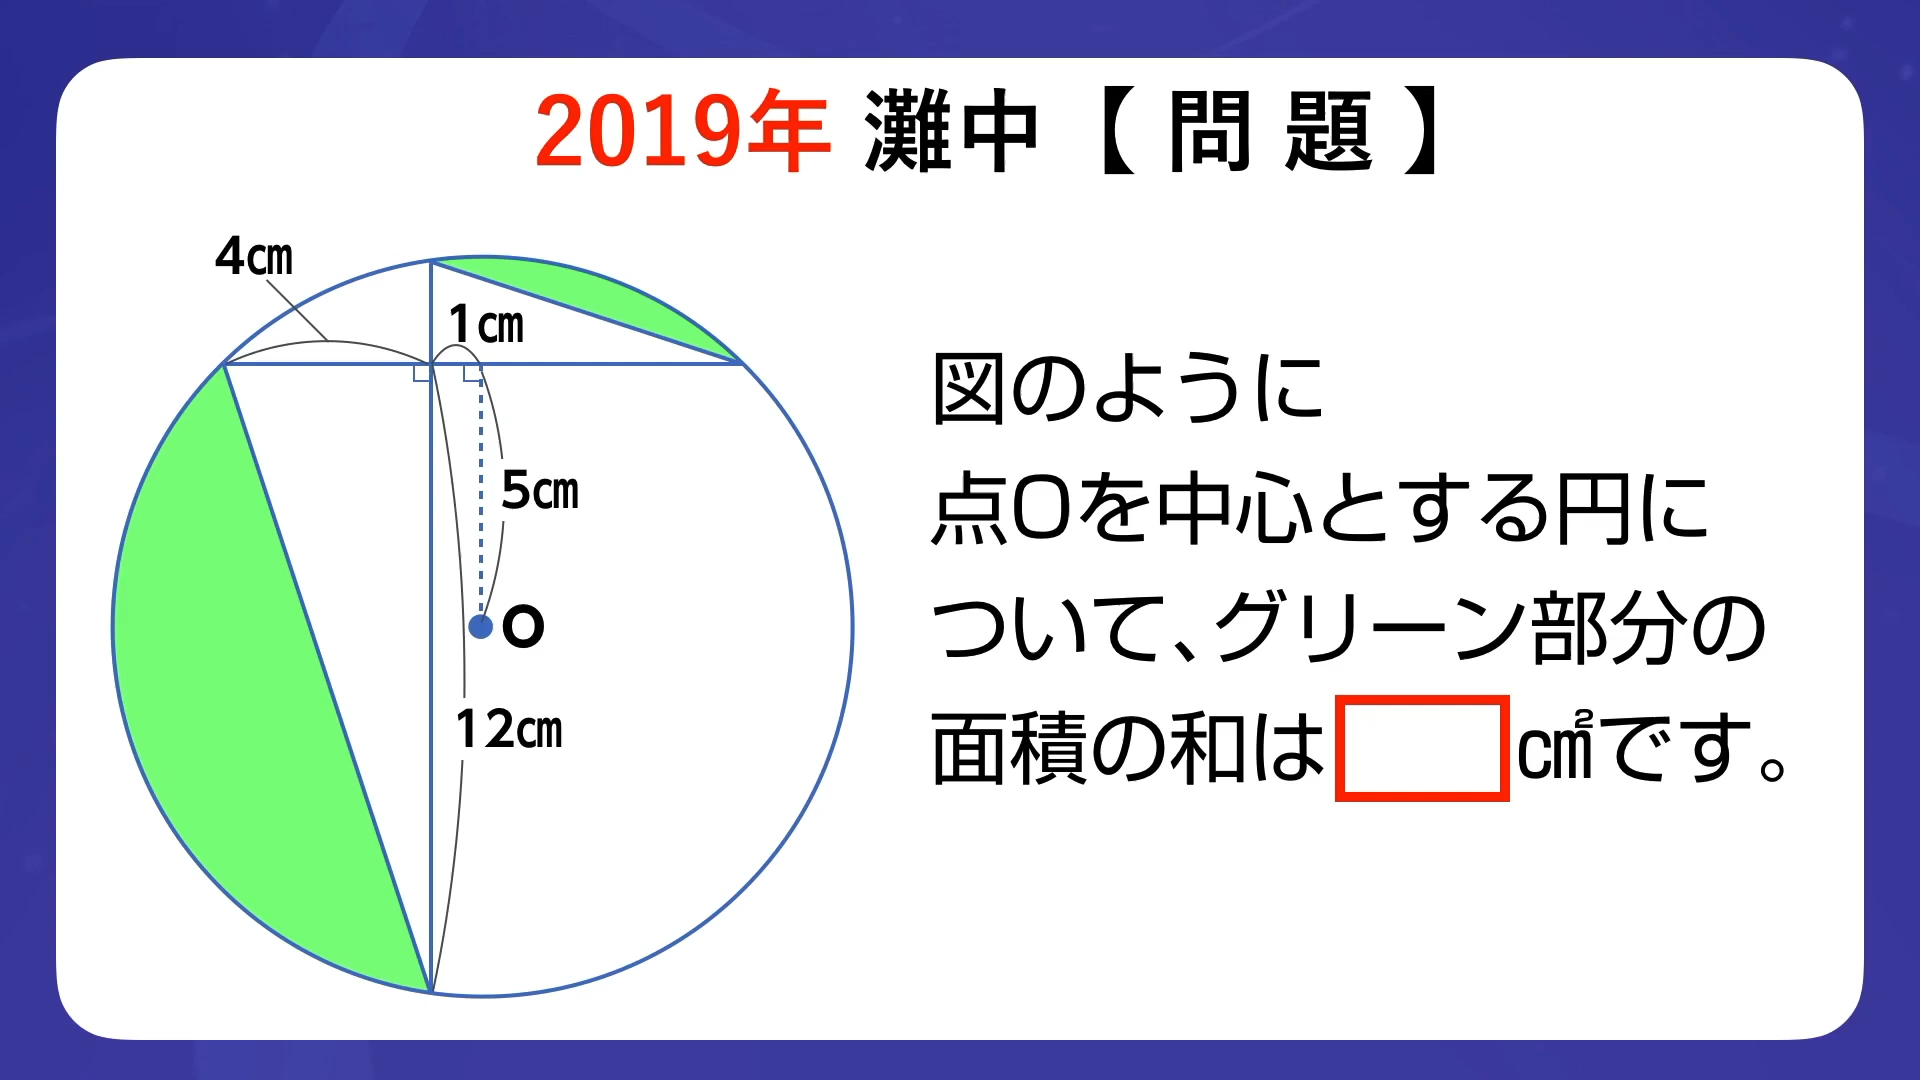 2019年 灘中【問題】
4㎝
1㎝
5㎝
O
12㎝
図のように
点Oを中心とする円に
ついて、グリーン部分の
面積の和は ㎠です。